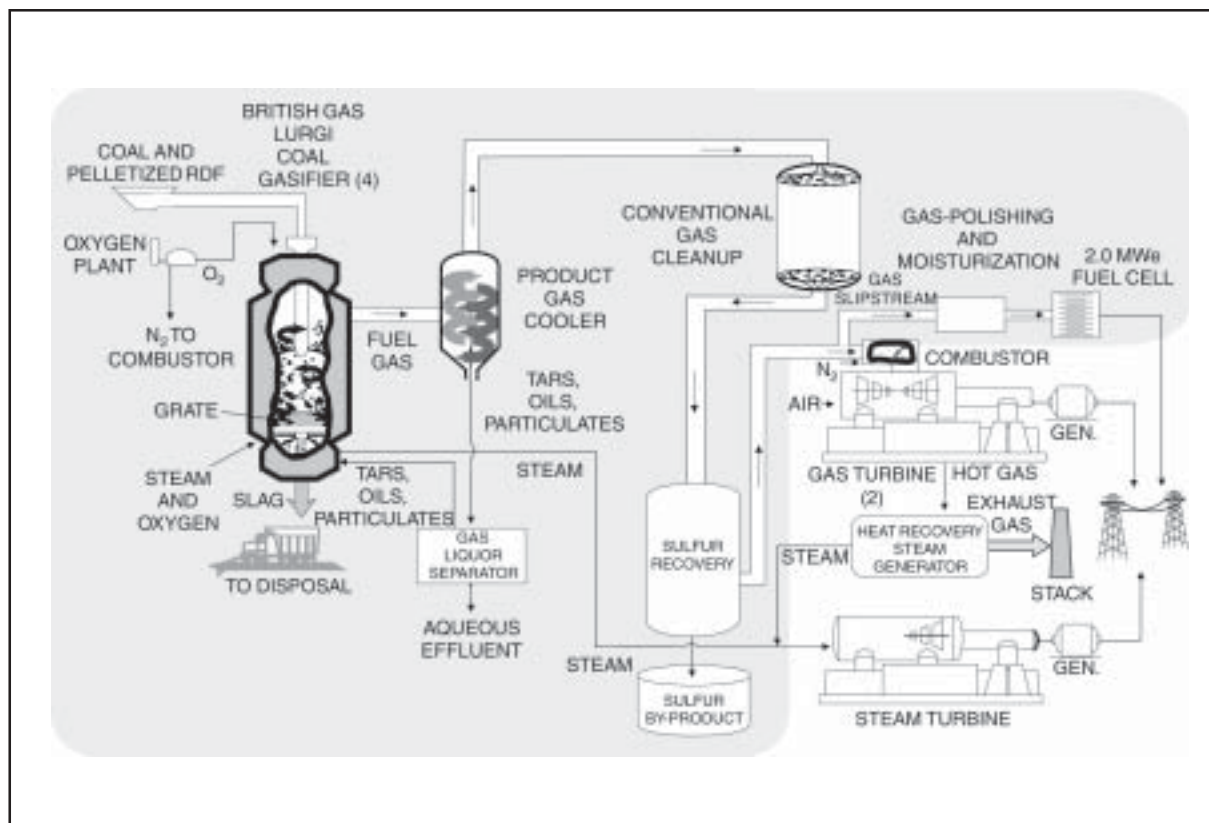 BRITISH GAS
LURGI
COAL
GASIFIER (4)
COAL AND
PELLETIZED RDF
OXYGEN
PLANT
O2
N2 TO
COMBUSTOR
GRATE
STEAM
AND
OXYGEN
SLAG
TO DISPOSAL
FUEL
GAS
PRODUCT
GAS
COOLER
TARS,
OILS,
PARTICULATES
STEAM
TARS,
OILS,
PARTICULATES
GAS
LIQUOR
SEPARATOR
AQUEOUS
EFFLUENT
CONVENTIONAL
GAS
CLEANUP
SULFUR
RECOVERY
STEAM
SULFUR
BY-PRODUCT
GAS
SLIPSTREAM
GAS-POLISHING
AND
MOISTURIZATION
2.0 MWe
FUEL CELL
COMBUSTOR
N2
AIR
GEN.
GAS TURBINE
(2)
HOT GAS
EXHAUST
GAS
HEAT RECOVERY
STEAM
GENERATOR
STEAM
STACK
GEN.
STEAM TURBINE